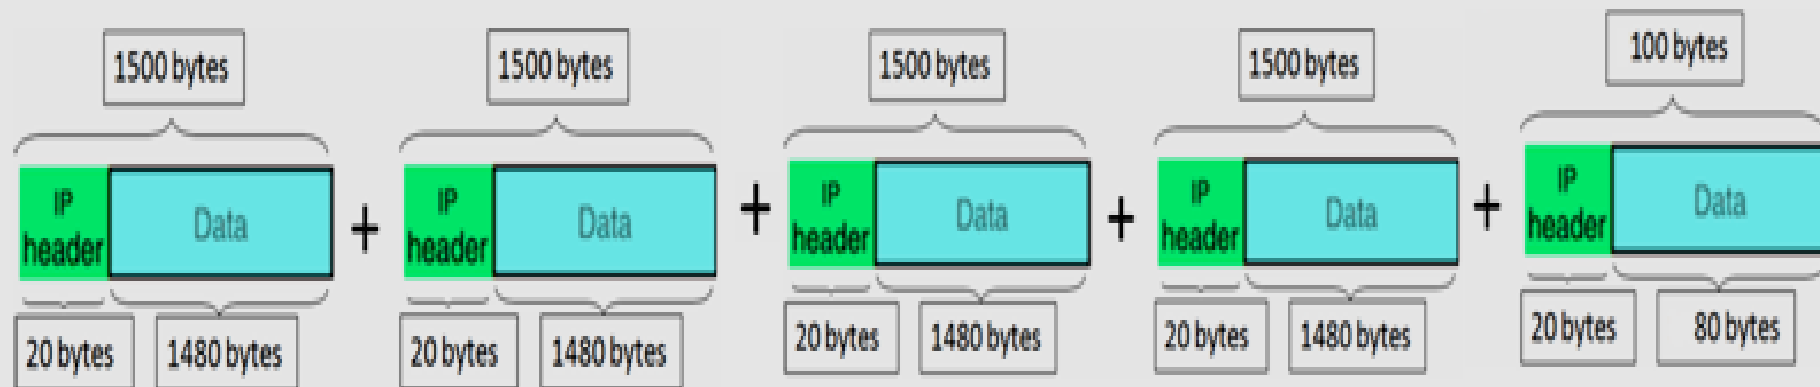 1500 bytes
1500 bytes
1500 bytes
1500 bytes
100 bytes
IP
header
Data
+
IP
header
Data
+
IP
header
Data
+
IP
header
Data
+
IP
header
Data
20 bytes
1480 bytes
20 bytes
1480 bytes
20 bytes
1480 bytes
20 bytes
1480 bytes
20 bytes
80 bytes